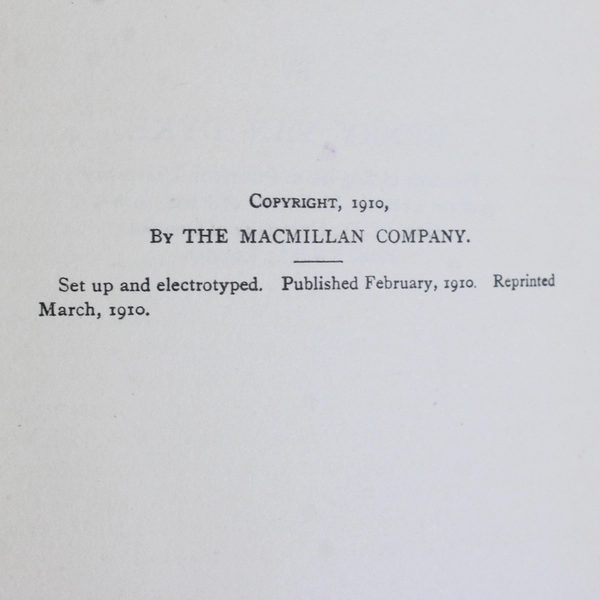 COPYRIGHT, 1910,
BY THE MACMILLAN COMPANY.
Set up and electrotyped. Published February, 1910. Reprinted
March, 1910.